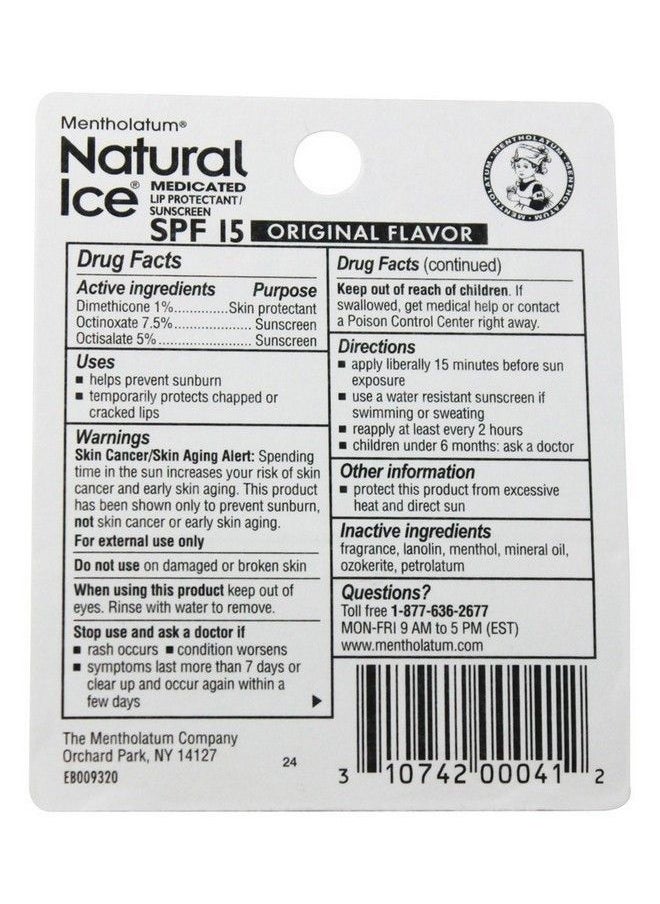 Mentholatum®
Natural
Ice® MEDICATED
LIP PROTECTANT/
SUNSCREEN
SPF 15 ORIGINAL FLAVOR
MENTHOLATUM • MENTHOLATUM • MENTHOLATUM •
Drug Facts
Active ingredients Purpose
Dimethicone 1%..............Skin protectant
Octinoxate 7.5%................. Sunscreen
Octisalate 5%.................... Sunscreen
Uses
■ helps prevent sunburn
■ temporarily protects chapped or
cracked lips
Warnings
Skin Cancer/Skin Aging Alert: Spending
time in the sun increases your risk of skin
cancer and early skin aging. This product
has been shown only to prevent sunburn,
not skin cancer or early skin aging.
For external use only
Do not use on damaged or broken skin
When using this product keep out of
eyes. Rinse with water to remove.
Stop use and ask a doctor if
■ rash occurs ■ condition worsens
■ symptoms last more than 7 days or
clear up and occur again within a
few days
Drug Facts (continued)
Keep out of reach of children. If
swallowed, get medical help or contact
a Poison Control Center right away.
Directions
■ apply liberally 15 minutes before sun
exposure
■ use a water resistant sunscreen if
swimming or sweating
■ reapply at least every 2 hours
■ children under 6 months: ask a doctor
Other information
■ protect this product from excessive
heat and direct sun
Inactive ingredients
fragrance, lanolin, menthol, mineral oil,
ozokerite, petrolatum
Questions?
Toll free 1-877-636-2677
MON-FRI 9 AM to 5 PM (EST)
www.mentholatum.com
The Mentholatum Company
Orchard Park, NY 14127
EB009320
24
3 10742 00041 2